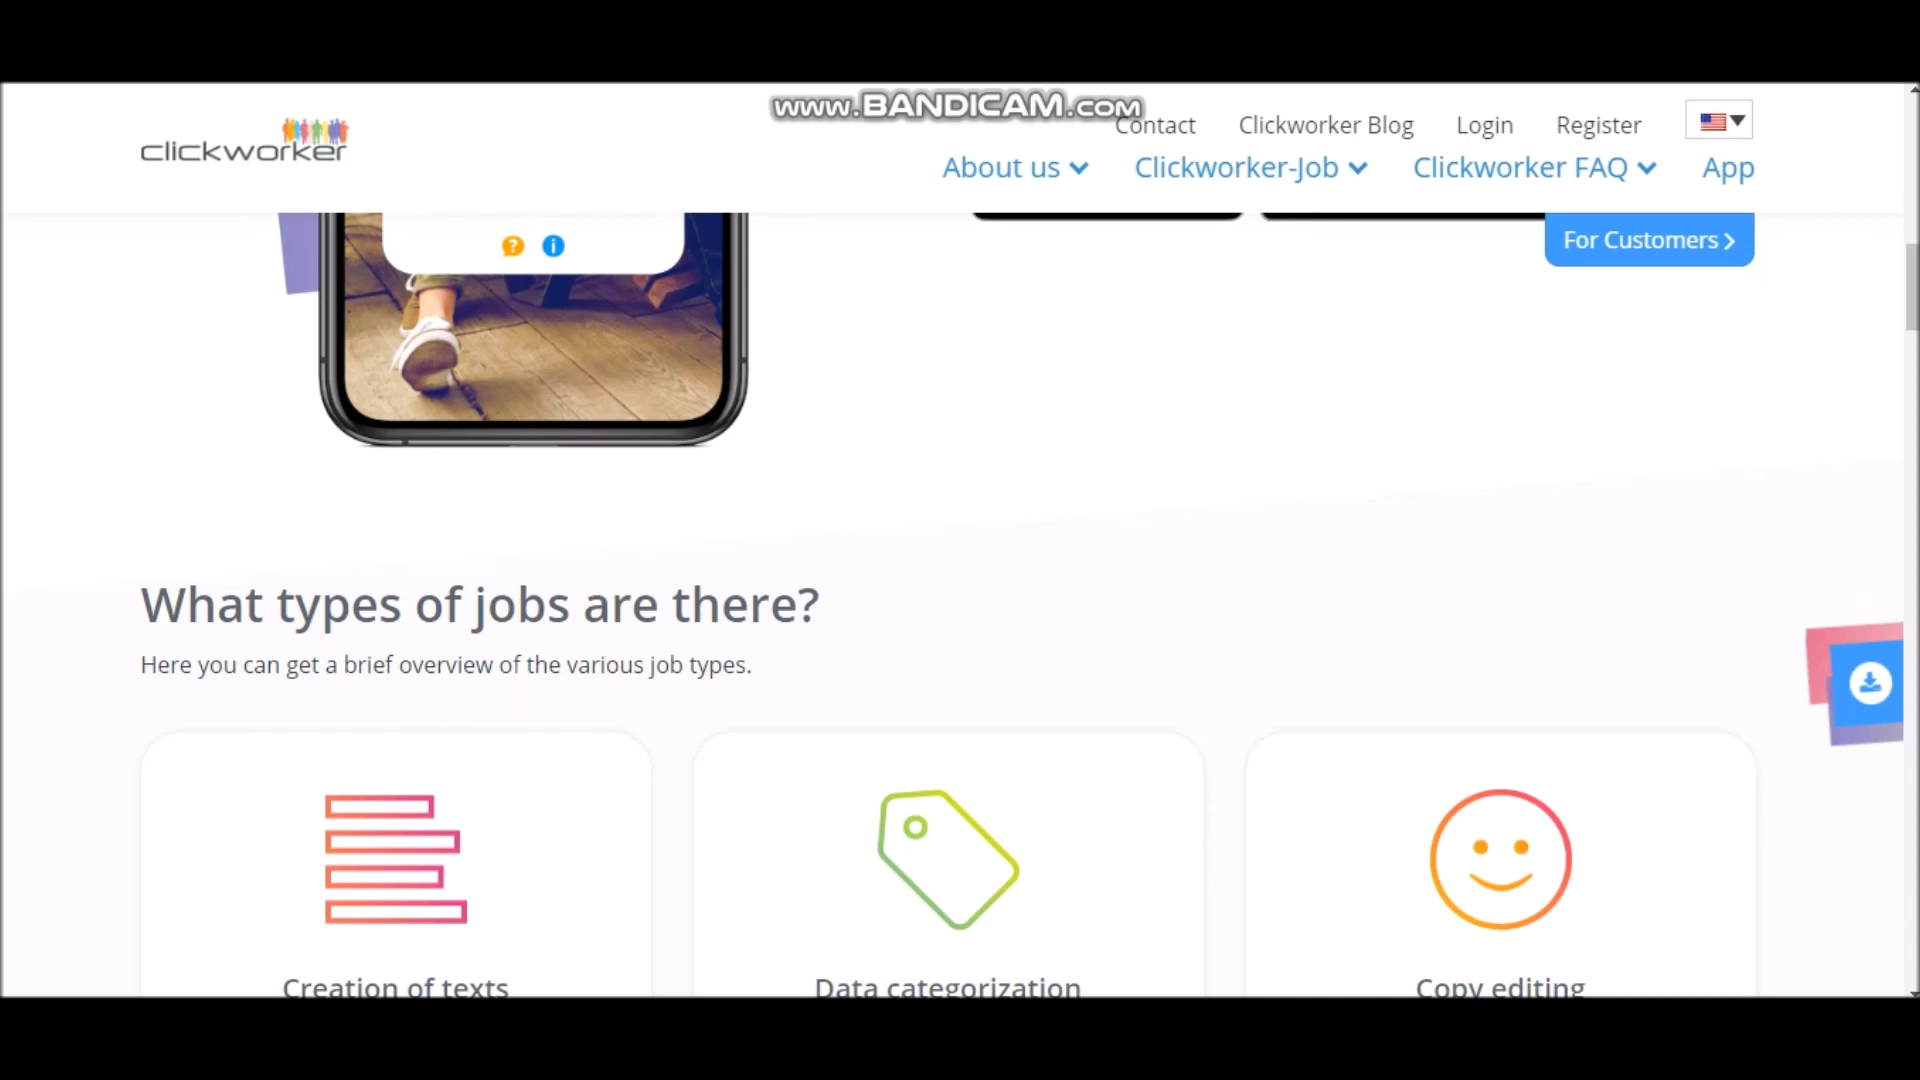 www.BANDICAM.com
clickworker
Contact Clickworker Blog Login Register
About us Clickworker-Job Clickworker FAQ App
For Customers
What types of jobs are there?
Here you can get a brief overview of the various job types.
Creation of texts Data categorization Copy editing